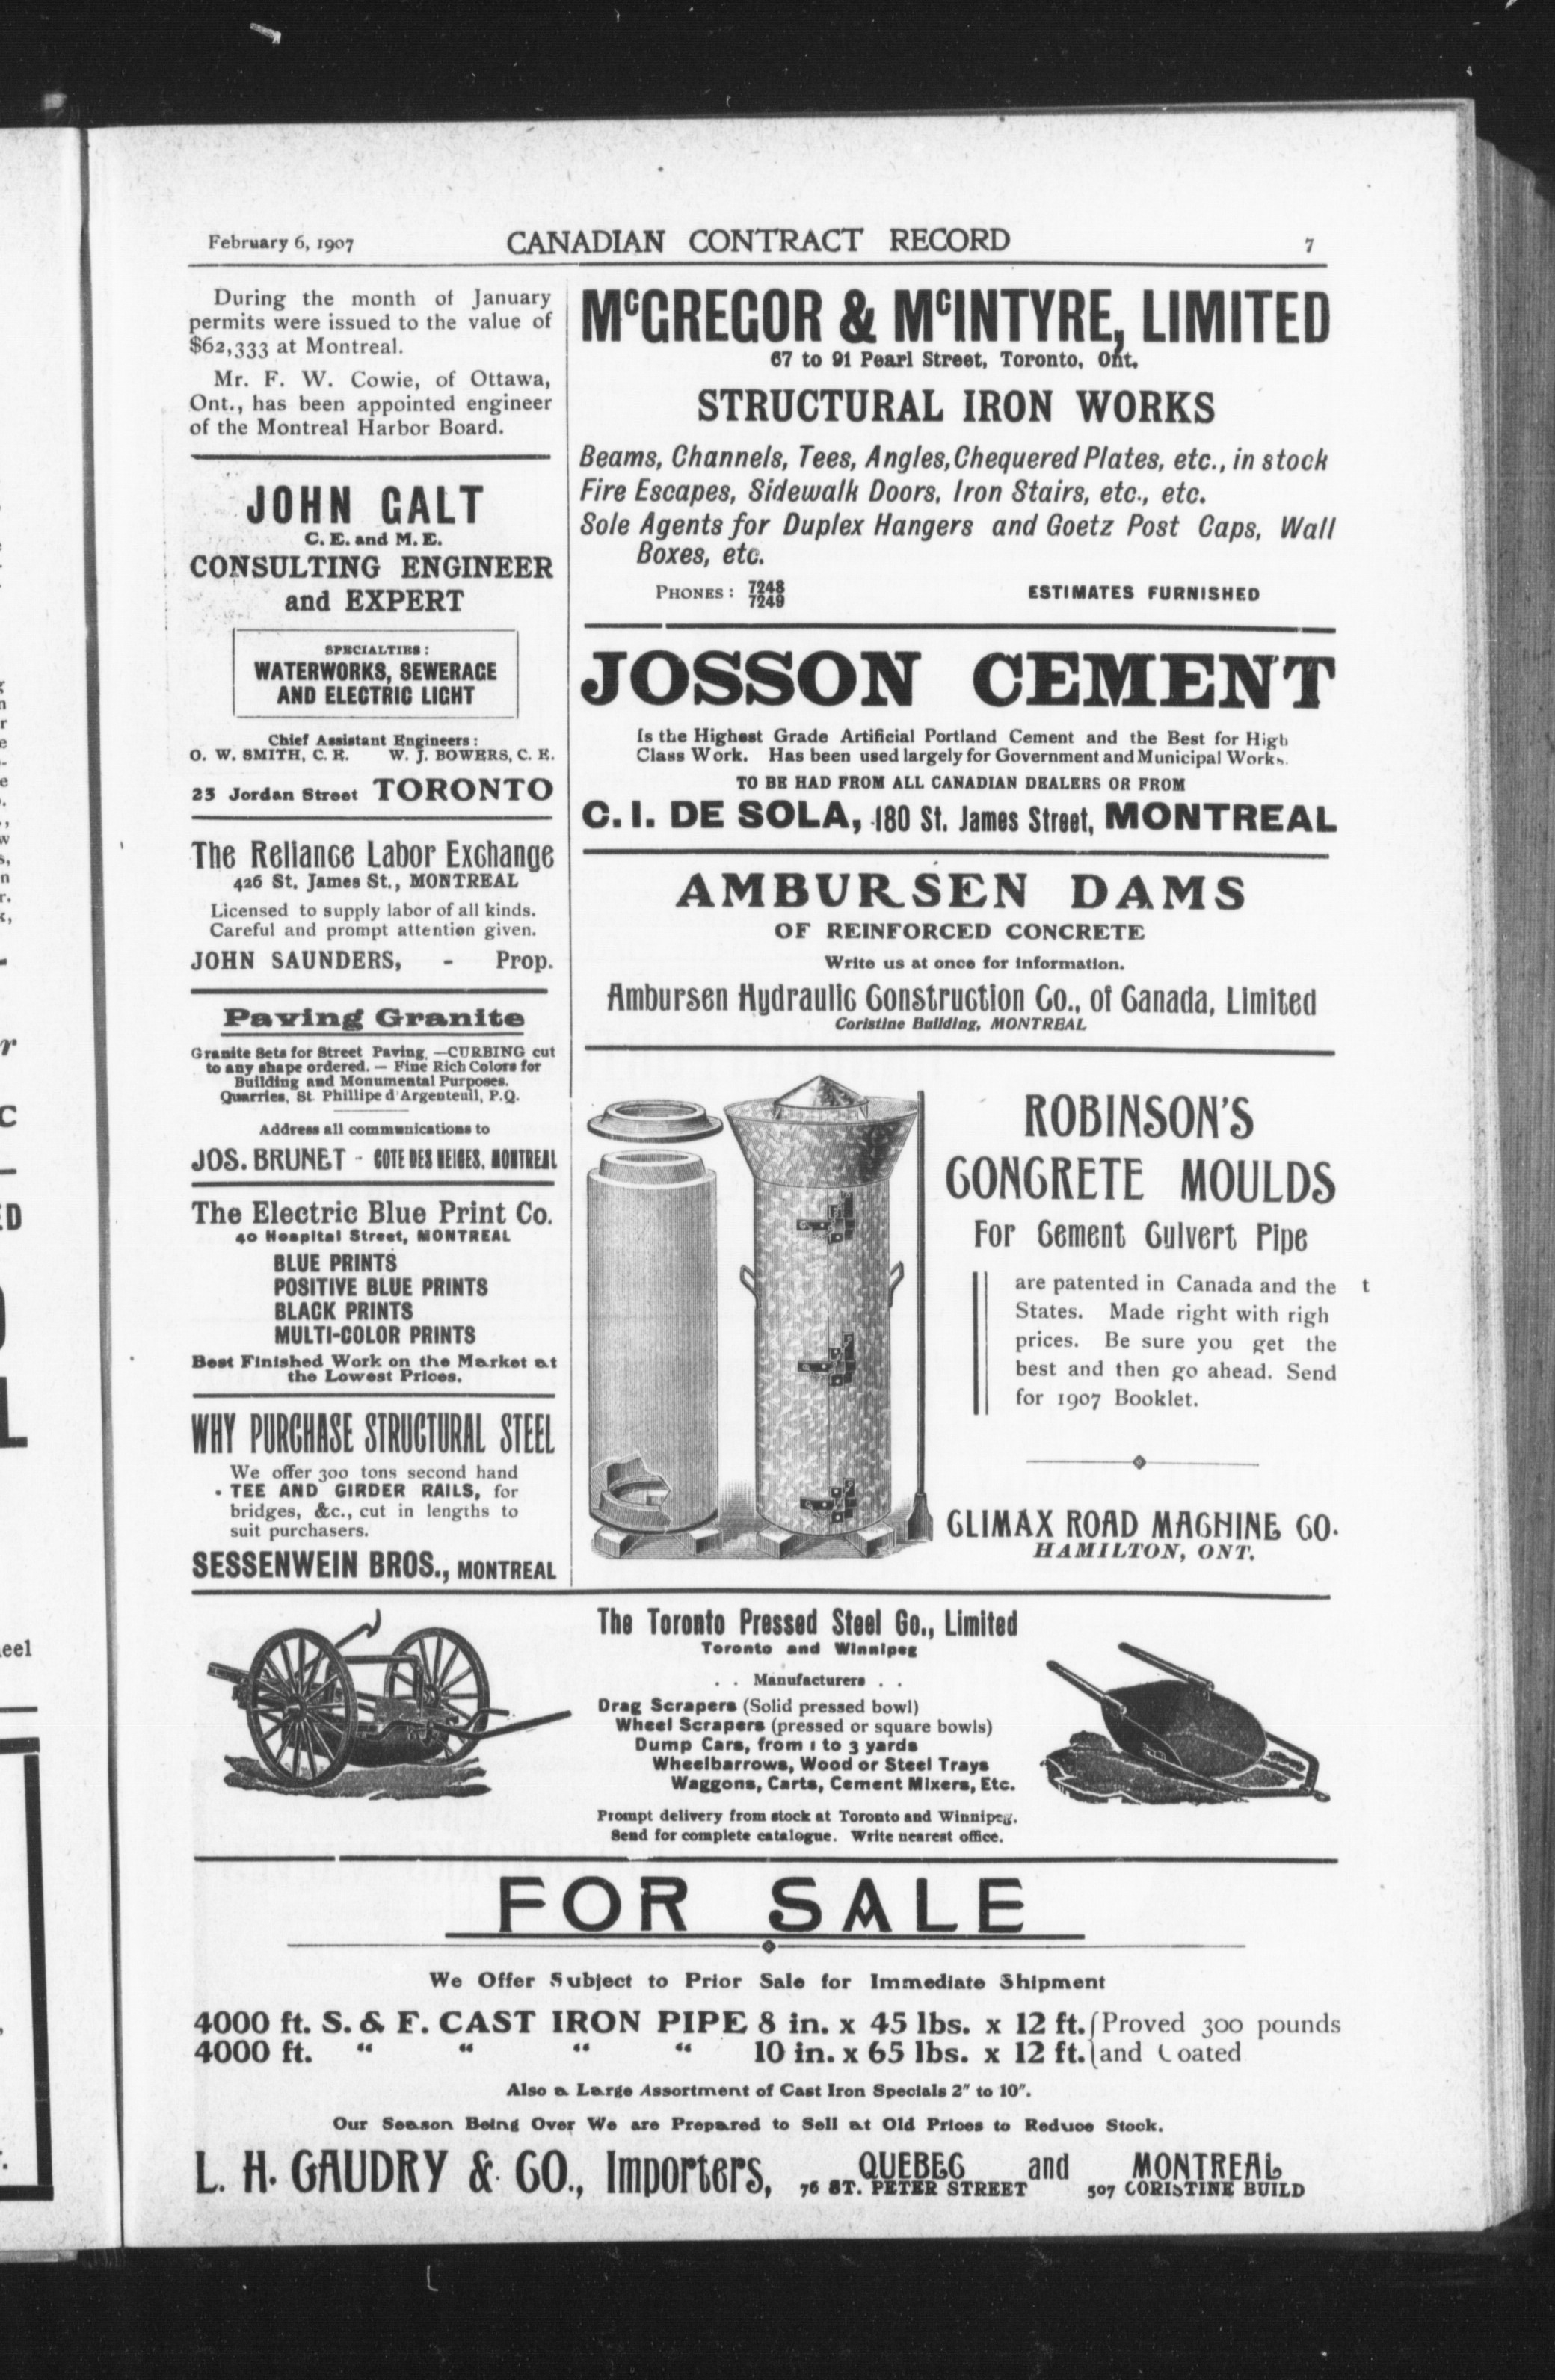 February 6, 1907 CANADIAN CONTRACT RECORD 7
During the month of January
permits were issued to the value of
$62,333 at Montreal.
Mr. F. W. Cowie, of Ottawa,
Ont., has been appointed engineer
of the Montreal Harbor Board.
JOHN GALT
C. E. and M. E.
CONSULTING ENGINEER
and EXPERT
SPECIALTIES :
WATERWORKS, SEWERAGE
AND ELECTRIC LIGHT
Chief Assistant Engineers :
O. W. SMITH, C. E. W. J. BOWERS, C. E.
23 Jordan Street TORONTO
The Reliance Labor Exchange
426 St. James St., MONTREAL
Licensed to supply labor of all kinds.
Careful and prompt attention given.
JOHN SAUNDERS, - Prop.
Paving Granite
Granite Sets for Street Paving, —CURBING cut
to any shape ordered. — Fine Rich Colors for
Building and Monumental Purposes.
Quarries, St. Phillipe d'Argenteuil, P.Q.
Address all communications to
JOS. BRUNET - COTE DES NEIGES, MONTREAL
The Electric Blue Print Co.
40 Hospital Street, MONTREAL
BLUE PRINTS
POSITIVE BLUE PRINTS
BLACK PRINTS
MULTI-COLOR PRINTS
Best Finished Work on the Market at
the Lowest Prices.
WHY PURCHASE STRUCTURAL STEEL
We offer 300 tons second hand
TEE AND GIRDER RAILS, for
bridges, &c., cut in lengths to
suit purchasers.
SESSENWEIN BROS., MONTREAL
McGREGOR & McINTYRE, LIMITED
67 to 91 Pearl Street, Toronto, Ont.
STRUCTURAL IRON WORKS
Beams, Channels, Tees, Angles, Chequered Plates, etc., in stock
Fire Escapes, Sidewalk Doors, Iron Stairs, etc., etc.
Sole Agents for Duplex Hangers and Goetz Post Caps, Wall
Boxes, etc.
PHONES : 7248
7249
ESTIMATES FURNISHED
JOSSON CEMENT
Is the Highest Grade Artificial Portland Cement and the Best for High
Class Work. Has been used largely for Government and Municipal Works.
TO BE HAD FROM ALL CANADIAN DEALERS OR FROM
C. I. DE SOLA, 180 St. James Street, MONTREAL
AMBURSEN DAMS
OF REINFORCED CONCRETE
Write us at once for information.
Ambursen Hydraulic Construction Co., of Canada, Limited
Coristine Building, MONTREAL
ROBINSON'S
CONCRETE MOULDS
For Cement Culvert Pipe
are patented in Canada and the t
States. Made right with righ
prices. Be sure you get the
best and then go ahead. Send
for 1907 Booklet.
CLIMAX ROAD MACHINE CO.
HAMILTON, ONT.
The Toronto Pressed Steel Co., Limited
Toronto and Winnipeg
. . Manufacturers . .
Drag Scrapers (Solid pressed bowl)
Wheel Scrapers (pressed or square bowls)
Dump Cars, from 1 to 3 yards
Wheelbarrows, Wood or Steel Trays
Waggons, Carts, Cement Mixers, Etc.
Prompt delivery from stock at Toronto and Winnipeg.
Send for complete catalogue. Write nearest office.
FOR SALE
We Offer Subject to Prior Sale for Immediate Shipment
4000 ft. S. & F. CAST IRON PIPE 8 in. x 45 lbs. x 12 ft. { Proved 300 pounds
4000 ft. “ “ “ “ 10 in. x 65 lbs. x 12 ft. { and Coated
Also a Large Assortment of Cast Iron Specials 2" to 10".
Our Season Being Over We are Prepared to Sell at Old Prices to Reduce Stock.
L. H. GAUDRY & CO., Importers, QUEBEC and MONTREAL
76 ST. PETER STREET 507 CORISTINE BUILD